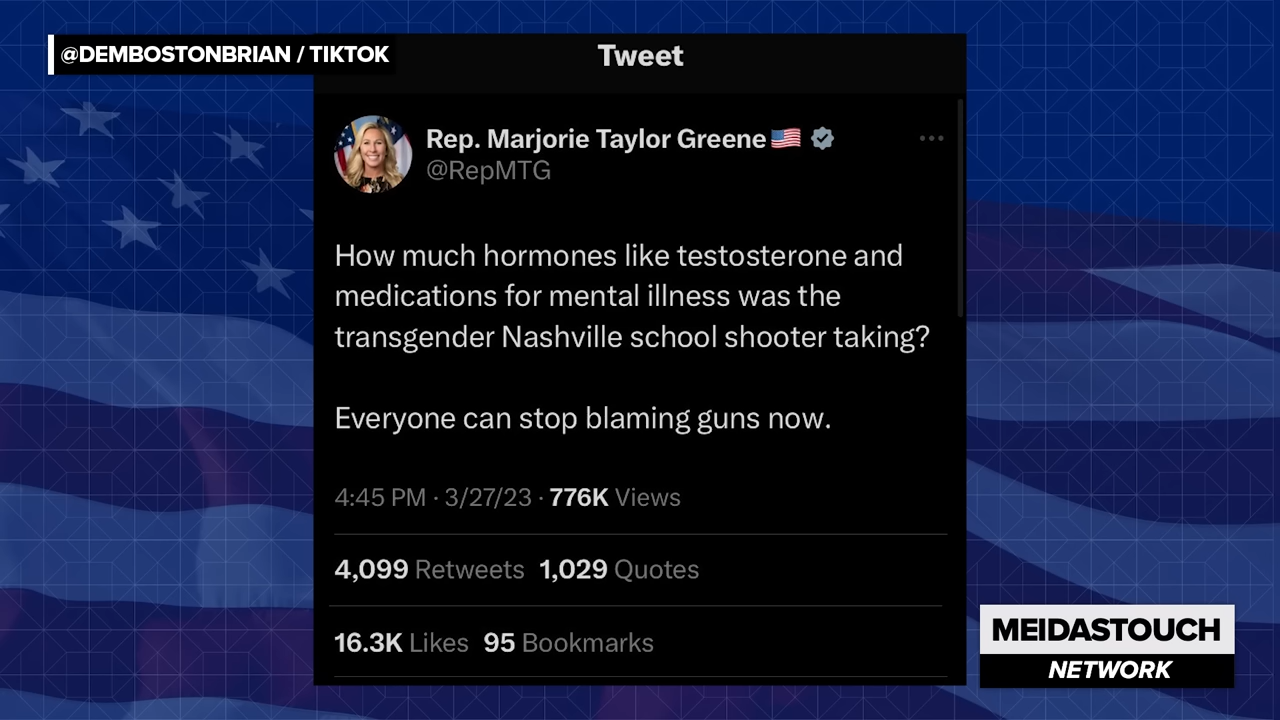 @DEMBOSTONBRIAN / TIKTOK
Tweet
Rep. Marjorie Taylor Greene🇺🇸
@RepMTG
How much hormones like testosterone and
medications for mental illness was the
transgender Nashville school shooter taking?
Everyone can stop blaming guns now.
4:45 PM · 3/27/23 · 776K Views
4,099 Retweets 1,029 Quotes
16.3K Likes 95 Bookmarks
MEIDASTOUCH
NETWORK